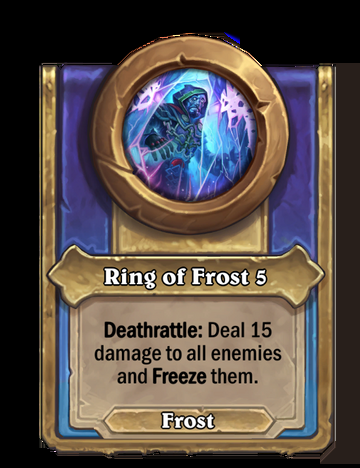 Ring of Frost 5
Deathrattle: Deal 15
damage to all enemies
and Freeze them.
Frost